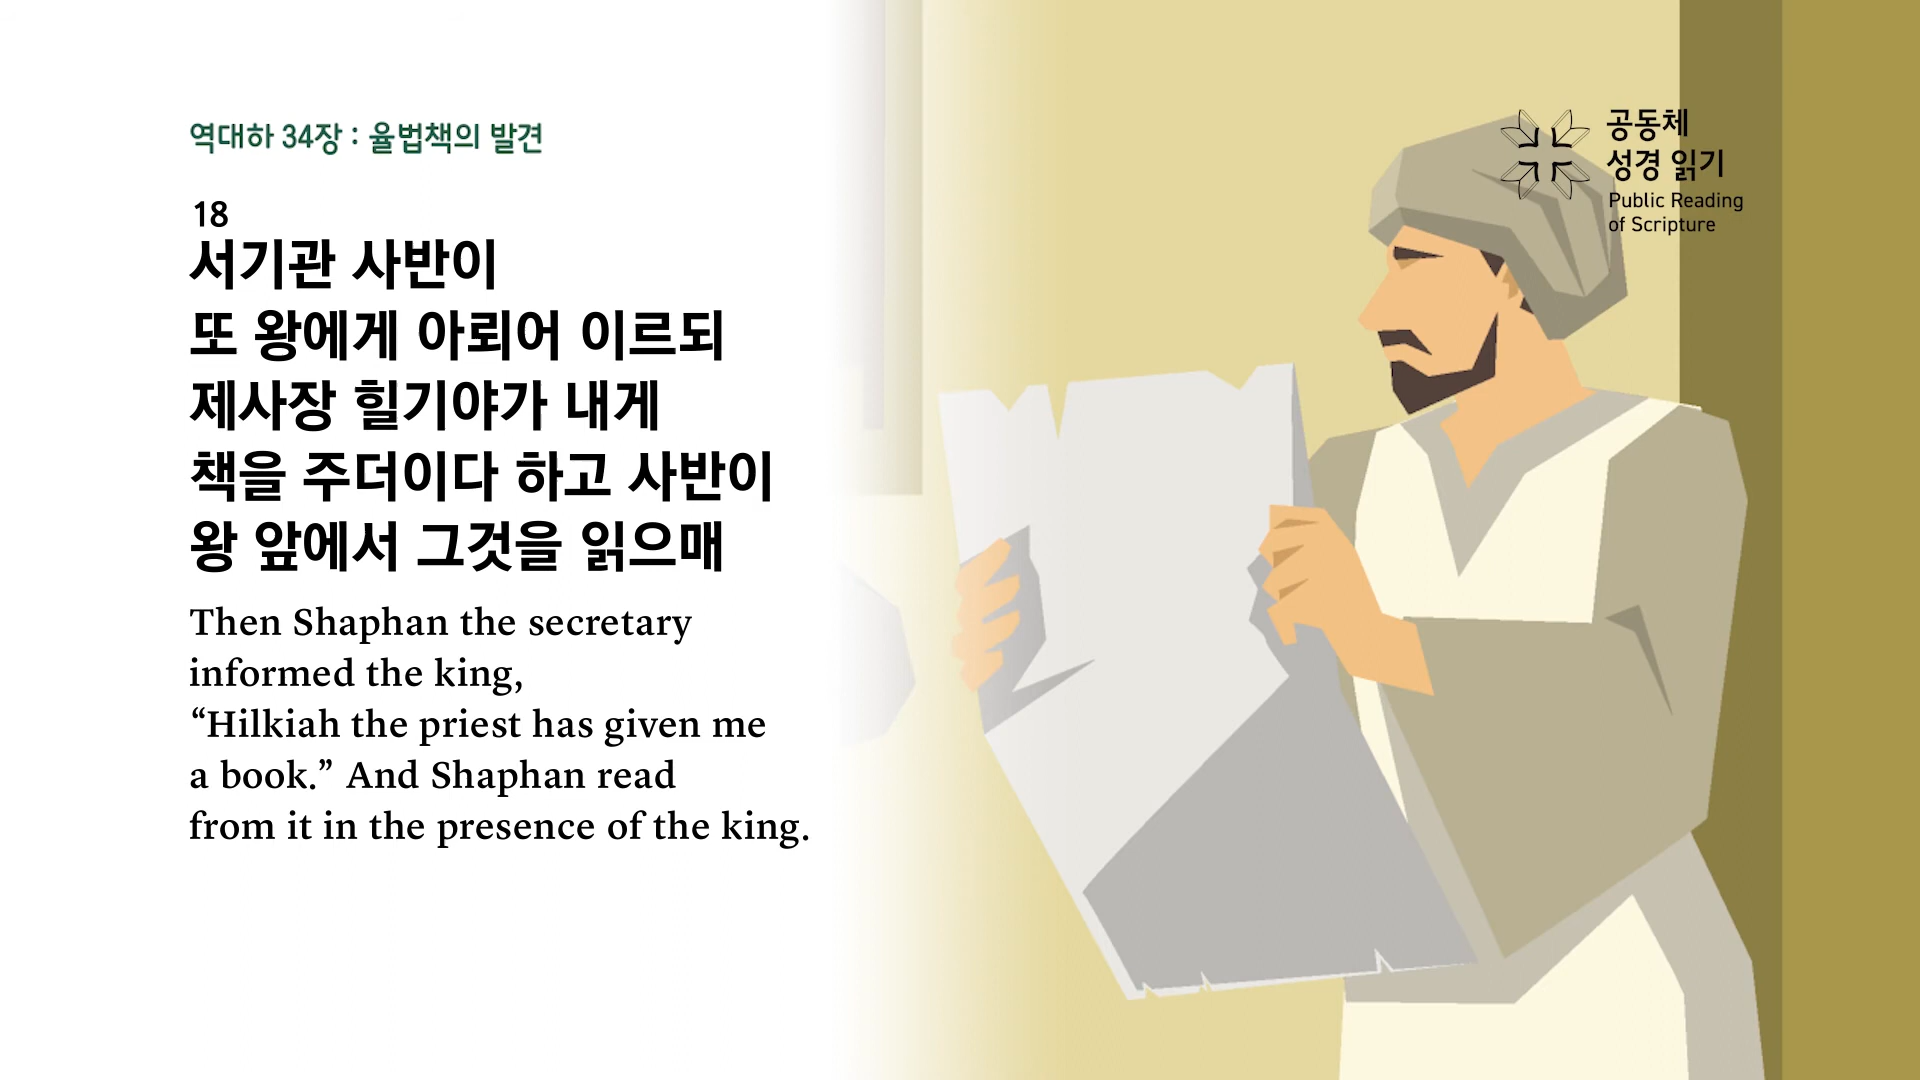 역대하 34장 : 율법책의 발견
18
서기관 사반이
또 왕에게 아뢰어 이르되
제사장 힐기야가 내게
책을 주더이다 하고 사반이
왕 앞에서 그것을 읽으매
Then Shaphan the secretary
informed the king,
“Hilkiah the priest has given me
a book.” And Shaphan read
from it in the presence of the king.
공동체
성경 읽기
Public Reading
of Scripture